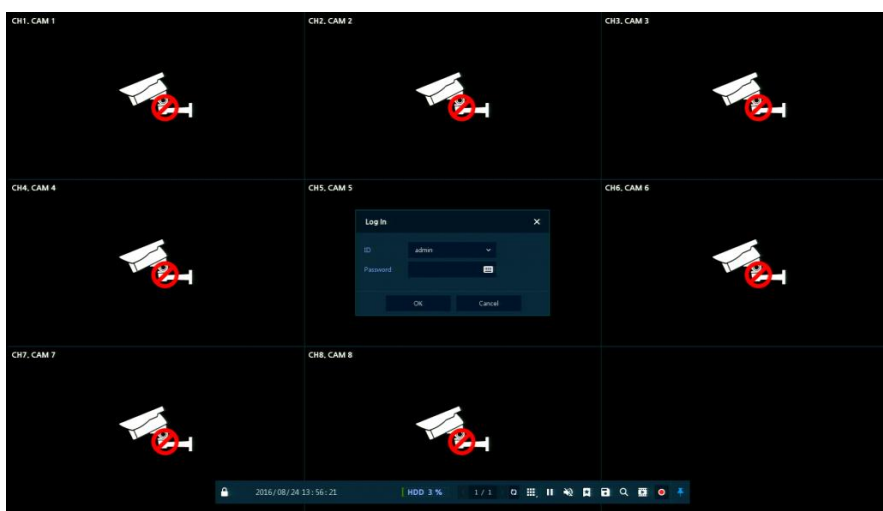 CH1, CAM 1
CH2, CAM 2
CH3, CAM 3
CH4, CAM 4
CH5, CAM 5
CH6, CAM 6
Log In
ID
admin
Password
OK
Cancel
CH7, CAM 7
CH8, CAM 8
2016/08/24 13:56:21
HDD 3 %
1 / 1